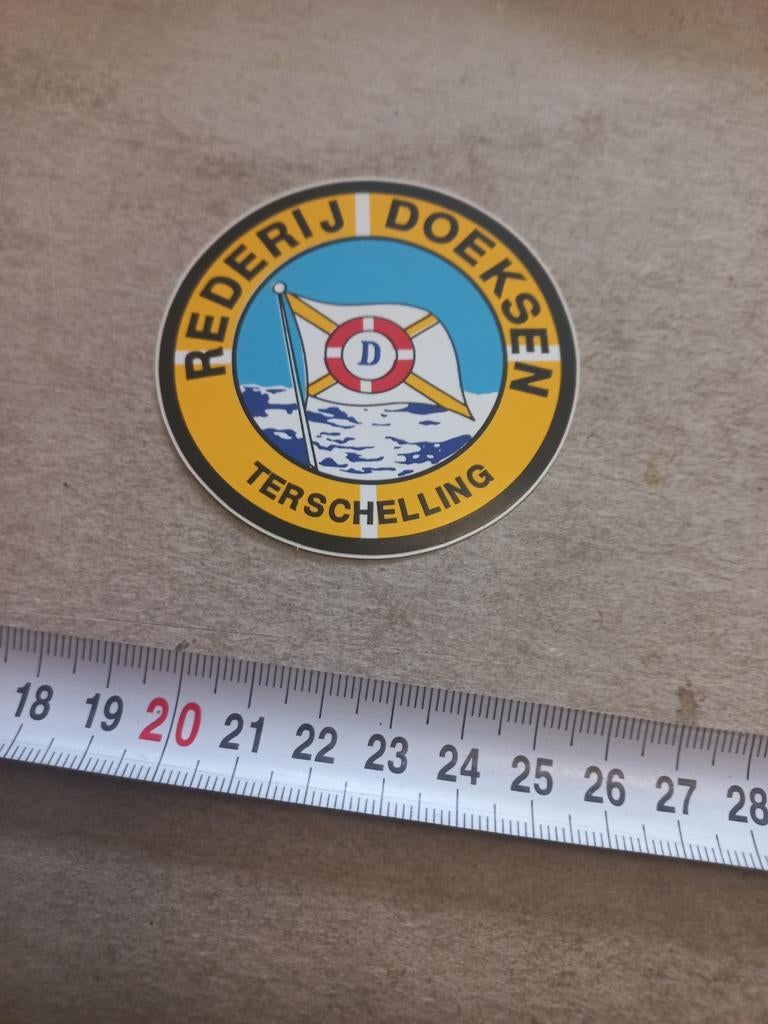 REDERIJ DOEKSEN
D
TERSCHELLING
18 19 20 21 22 23 24 25 26 27 28